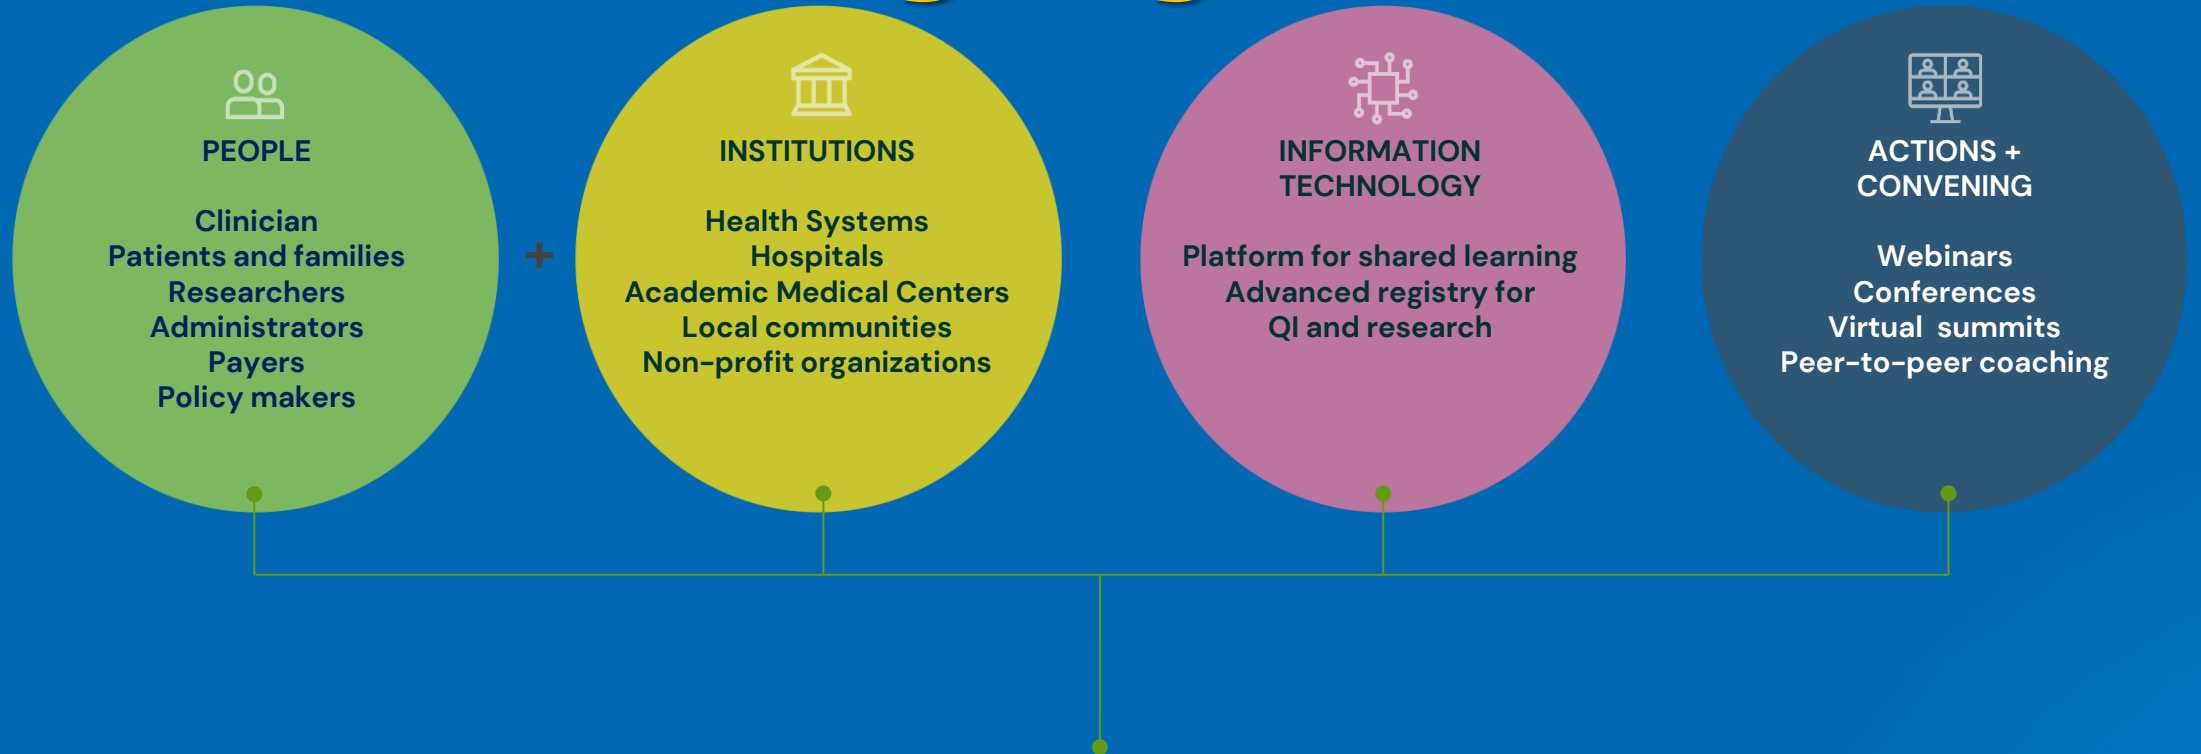 PEOPLE
Clinician
Patients and families
Researchers
Administrators
Payers
Policy makers
+
INSTITUTIONS
Health Systems
Hospitals
Academic Medical Centers
Local communities
Non-profit organizations
INFORMATION
TECHNOLOGY
Platform for shared learning
Advanced registry for
QI and research
ACTIONS +
CONVENING
Webinars
Conferences
Virtual summits
Peer-to-peer coaching